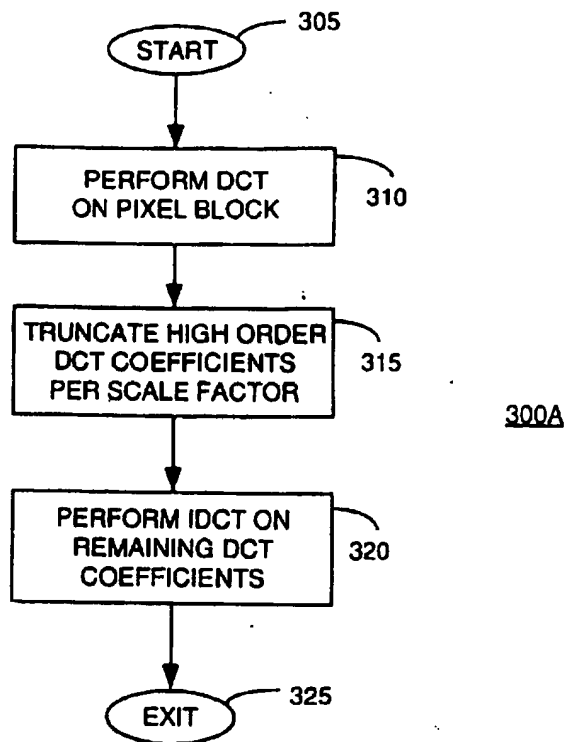 305
START
PERFORM DCT
ON PIXEL BLOCK
310
TRUNCATE HIGH ORDER
DCT COEFFICIENTS
PER SCALE FACTOR
315
300A
PERFORM IDCT ON
REMAINING DCT
COEFFICIENTS
320
325
EXIT